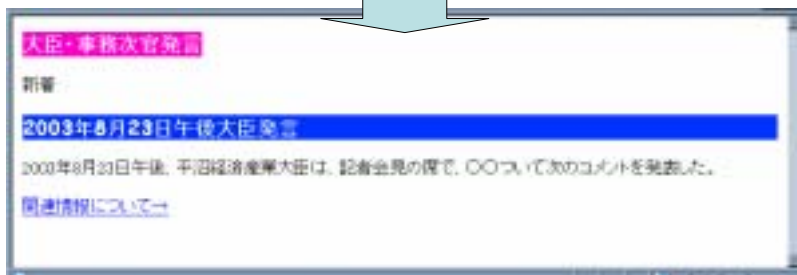 大臣・事務次官発言
新着
2003年8月23日午後大臣発言
2003年8月23日午後、平沼経済産業大臣は、記者会見の席で、〇〇ついて次のコメントを発表した。
関連情報について→